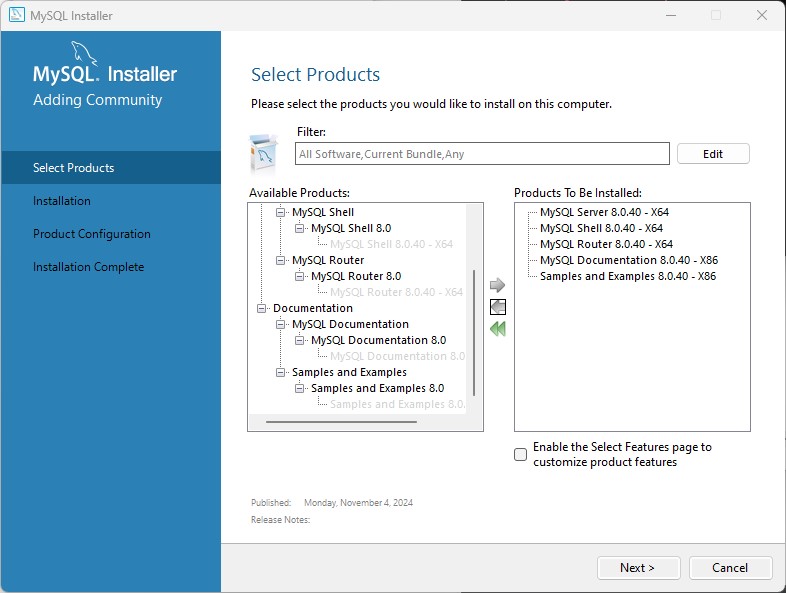 MySQL Installer
MySQL. Installer
Adding Community
Select Products
Installation
Product Configuration
Installation Complete
Select Products
Please select the products you would like to install on this computer.
Filter:
All Software,Current Bundle,Any
Edit
Available Products:
MySQL Shell
MySQL Shell 8.0
MySQL Shell 8.0.40 - X64
MySQL Router
MySQL Router 8.0
MySQL Router 8.0.40 - X64
Documentation
MySQL Documentation
MySQL Documentation 8.0
MySQL Documentation 8.0
Samples and Examples
Samples and Examples 8.0
Samples and Examples 8.0.
Products To Be Installed:
MySQL Server 8.0.40 - X64
MySQL Shell 8.0.40 - X64
MySQL Router 8.0.40 - X64
MySQL Documentation 8.0.40 - X86
Samples and Examples 8.0.40 - X86
Enable the Select Features page to
customize product features
Published: Monday, November 4, 2024
Release Notes:
Next >
Cancel